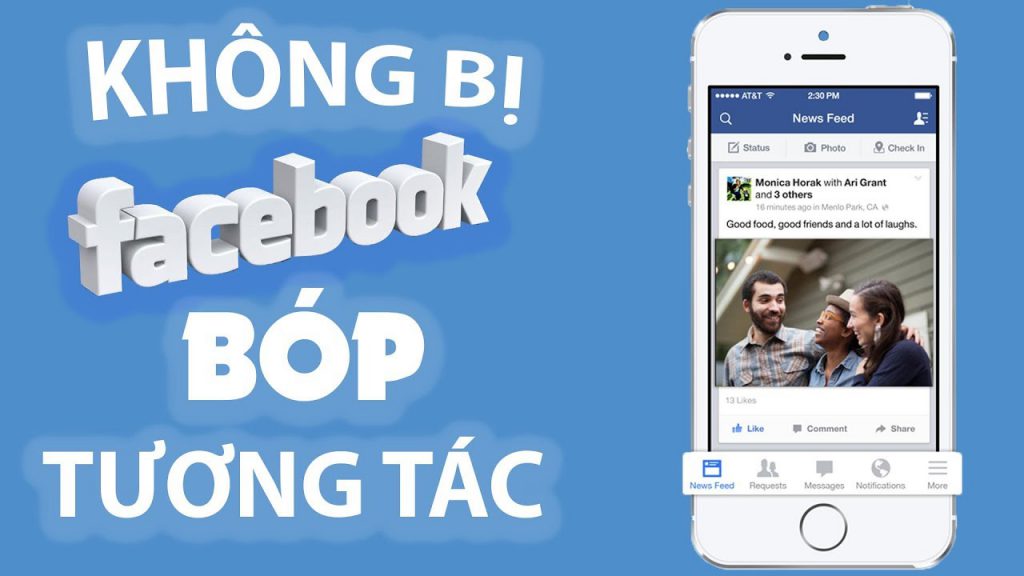 KHÔNG BỊ
facebook
BÓP
TƯƠNG TÁC
AT&T 2:30 PM
News Feed
Status Photo Check In
Monica Horak with Ari Grant
and 3 others
16 minutes ago in Menlo Park, CA
Good food, good friends and a lot of laughs.
13 Likes
Like Comment Share
News Feed Requests Messages Notifications More